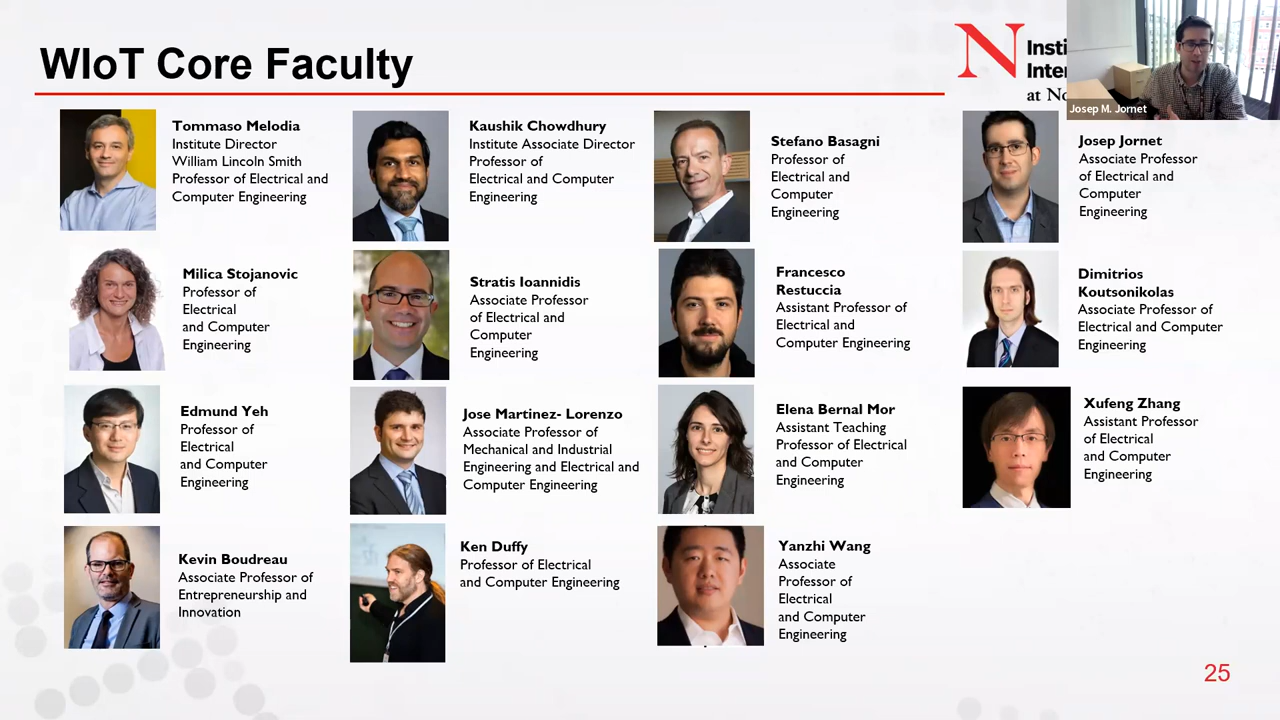 WIoT Core Faculty
N
Insti
Inter
at No
Josep M. Jornet
Tommaso Melodia
Institute Director
William Lincoln Smith
Professor of Electrical and
Computer Engineering
Kaushik Chowdhury
Institute Associate Director
Professor of
Electrical and Computer
Engineering
Stefano Basagni
Professor of
Electrical and
Computer
Engineering
Josep Jornet
Associate Professor
of Electrical and
Computer
Engineering
Milica Stojanovic
Professor of
Electrical
and Computer
Engineering
Stratis Ioannidis
Associate Professor
of Electrical and
Computer
Engineering
Francesco
Restuccia
Assistant Professor of
Electrical and
Computer Engineering
Dimitrios
Koutsonikolas
Associate Professor of
Electrical and Computer
Engineering
Edmund Yeh
Professor of
Electrical
and Computer
Engineering
Jose Martinez- Lorenzo
Associate Professor of
Mechanical and Industrial
Engineering and Electrical and
Computer Engineering
Elena Bernal Mor
Assistant Teaching
Professor of Electrical
and Computer
Engineering
Xufeng Zhang
Assistant Professor
of Electrical
and Computer
Engineering
Kevin Boudreau
Associate Professor of
Entrepreneurship and
Innovation
Ken Duffy
Professor of Electrical
and Computer Engineering
Yanzhi Wang
Associate
Professor of
Electrical
and Computer
Engineering
25